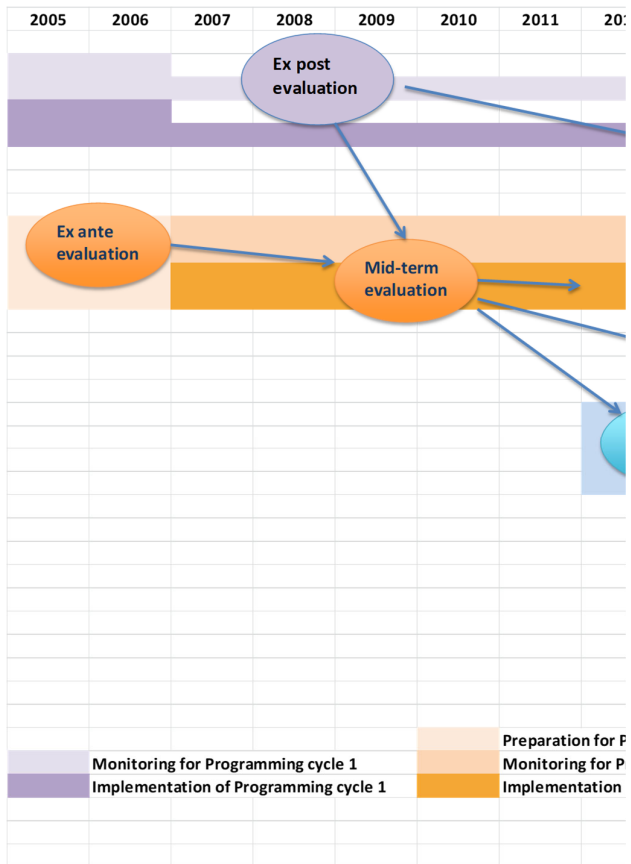 2005 2006 2007 2008 2009 2010 2011
Ex post
evaluation
Ex ante
evaluation
Mid-term
evaluation
Preparation for
Monitoring for Programming cycle 1
Monitoring for
Implementation of Programming cycle 1
Implementation